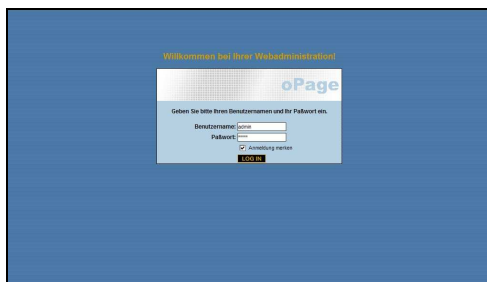 Willkommen bei Ihrer Webadministration!
oPage
Geben Sie bitte Ihren Benutzernamen und Ihr Paßwort ein.
Benutzername: admin
Paßwort: ****
Anmeldung merken
LOG IN